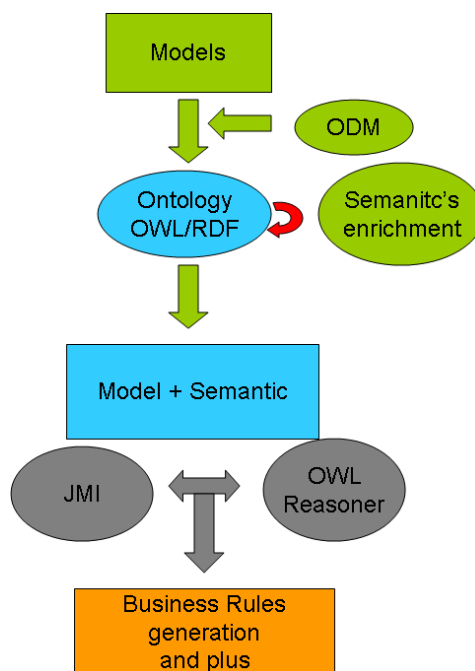 Models
ODM
Ontology
OWL/RDF
Semanitc's
enrichment
Model + Semantic
JMI
OWL
Reasoner
Business Rules
generation
and plus